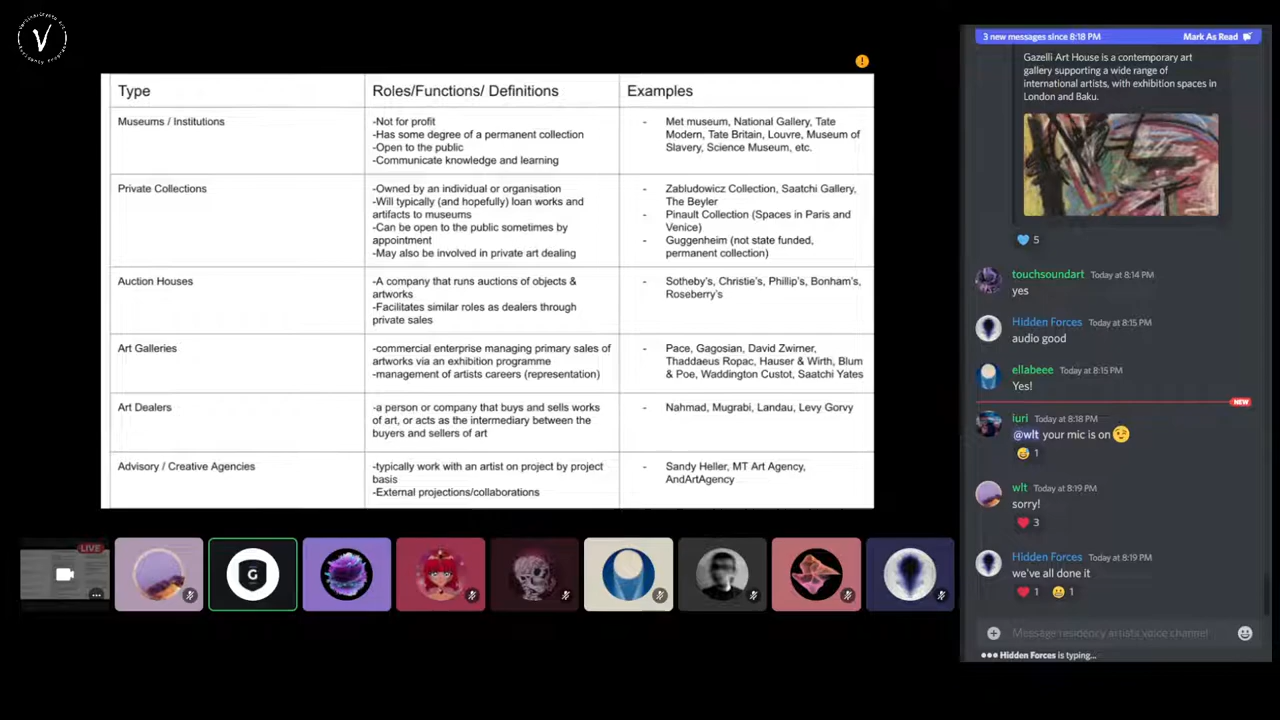 V
Type
Roles/Functions/ Definitions
Examples
Museums / Institutions
-Not for profit
-Has some degree of a permanent collection
-Open to the public
-Communicate knowledge and learning
- Met museum, National Gallery, Tate
Modern, Tate Britain, Louvre, Museum of
Slavery, Science Museum, etc.
Private Collections
-Owned by an individual or organisation
-Will typically (and hopefully) loan works and
artifacts to museums
-Can be open to the public sometimes by
appointment
-May also be involved in private art dealing
- Zabludowicz Collection, Saatchi Gallery,
The Beyler
- Pinault Collection (Spaces in Paris and
Venice)
- Guggenheim (not state funded,
permanent collection)
Auction Houses
-A company that runs auctions of objects &
artworks
-Facilitates similar roles as dealers through
private sales
- Sotheby's, Christie's, Phillip's, Bonham's,
Roseberry's
Art Galleries
-commercial enterprise managing primary sales of
artworks via an exhibition programme
-management of artists careers (representation)
- Pace, Gagosian, David Zwirner,
Thaddaeus Ropac, Hauser & Wirth, Blum
& Poe, Waddington Custot, Saatchi Yates
Art Dealers
-a person or company that buys and sells works
of art, or acts as the intermediary between the
buyers and sellers of art
- Nahmad, Mugrabi, Landau, Levy Gorvy
Advisory / Creative Agencies
-typically work with an artist on project by project
basis
-External projections/collaborations
- Sandy Heller, MT Art Agency,
AndArtAgency
LIVE
G
3 new messages since 8:18 PM Mark As Read
Gazelli Art House is a contemporary art
gallery supporting a wide range of
international artists, with exhibition spaces in
London and Baku.
5
touchsoundart Today at 8:14 PM
yes
Hidden Forces Today at 8:15 PM
audio good
ellabeee Today at 8:15 PM
Yes!
NEW
iuri Today at 8:18 PM
@wlt your mic is on
1
wlt Today at 8:19 PM
sorry!
3
Hidden Forces Today at 8:19 PM
we've all done it
1 1
Message residency artists voice channel
Hidden Forces is typing...